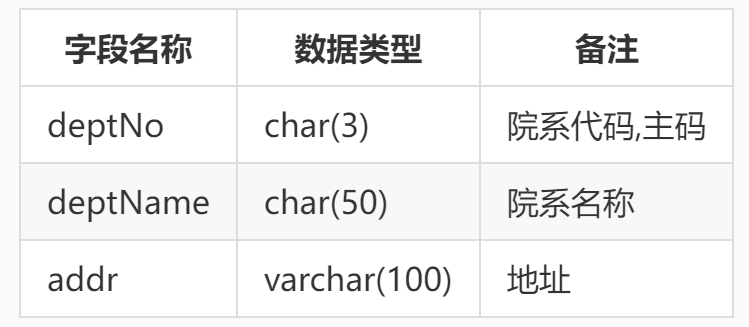 字段名称 数据类型 备注
deptNo char(3) 院系代码,主码
deptName char(50) 院系名称
addr varchar(100) 地址